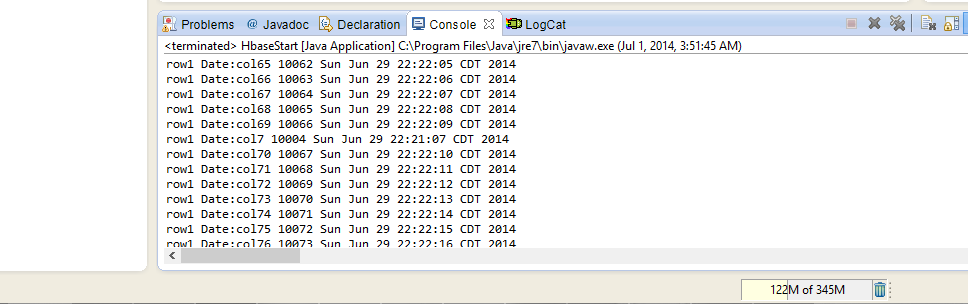 Problems @ Javadoc Declaration Console LogCat
<terminated> HbaseStart [Java Application] C:\Program Files\Java\jre7\bin\javaw.exe (Jul 1, 2014, 3:51:45 AM)
row1 Date:col65 10062 Sun Jun 29 22:22:05 CDT 2014
row1 Date:col66 10063 Sun Jun 29 22:22:06 CDT 2014
row1 Date:col67 10064 Sun Jun 29 22:22:07 CDT 2014
row1 Date:col68 10065 Sun Jun 29 22:22:08 CDT 2014
row1 Date:col69 10066 Sun Jun 29 22:22:09 CDT 2014
row1 Date:col7 10004 Sun Jun 29 22:21:07 CDT 2014
row1 Date:col70 10067 Sun Jun 29 22:22:10 CDT 2014
row1 Date:col71 10068 Sun Jun 29 22:22:11 CDT 2014
row1 Date:col72 10069 Sun Jun 29 22:22:12 CDT 2014
row1 Date:col73 10070 Sun Jun 29 22:22:13 CDT 2014
row1 Date:col74 10071 Sun Jun 29 22:22:14 CDT 2014
row1 Date:col75 10072 Sun Jun 29 22:22:15 CDT 2014
row1 Date:col76 10073 Sun Jun 29 22:22:16 CDT 2014
122M of 345M